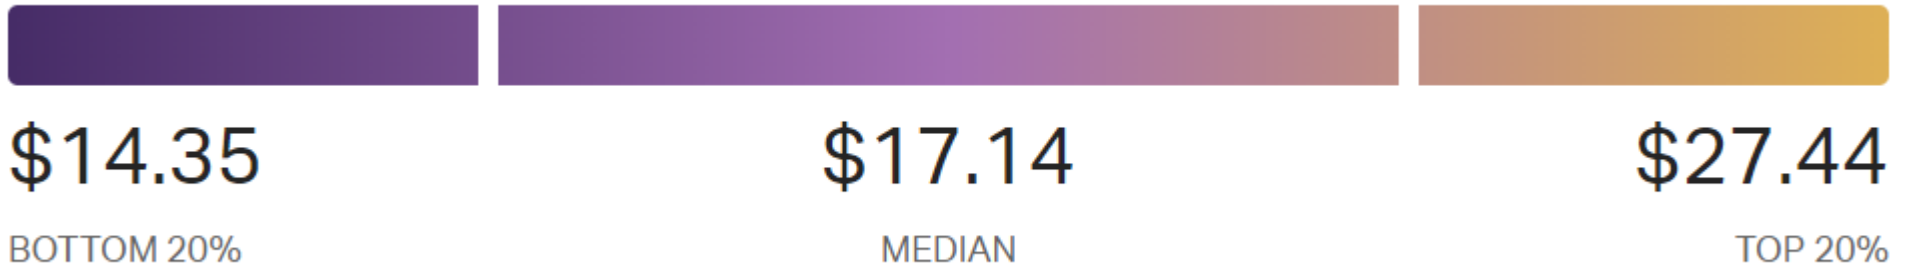 $14.35 $17.14 $27.44
BOTTOM 20% MEDIAN TOP 20%